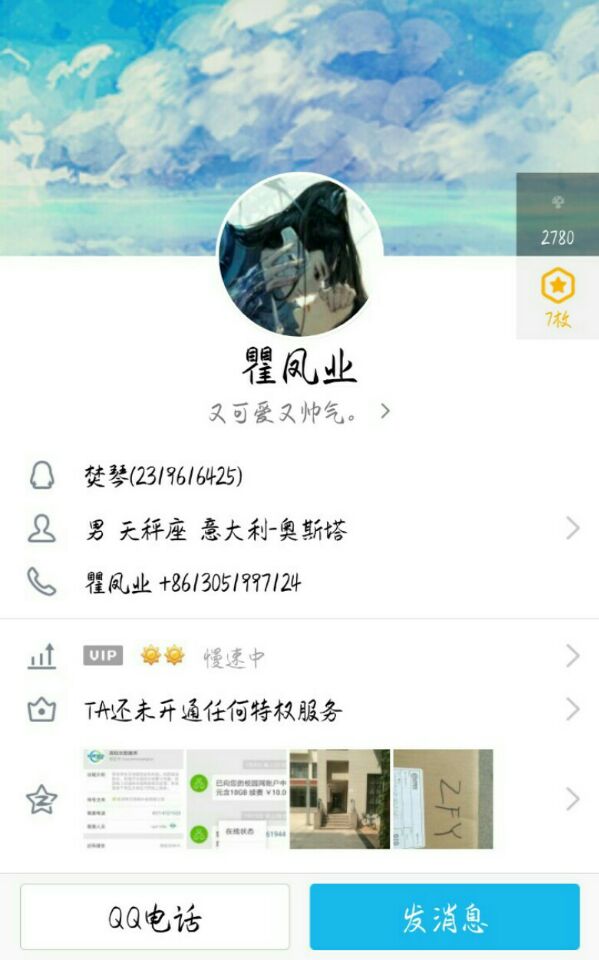 2780
7枚
瞿凤业
又可爱又帅气。
焚琴(2319616425)
男 天秤座 意大利-奥斯塔
瞿凤业 +8613051997124
VIP 慢速中
TA还未开通任何特权服务
已向您的校园网账户中
元含10GB 续费 ￥10.0
在线状态
61944
ZFY
QQ电话
发消息